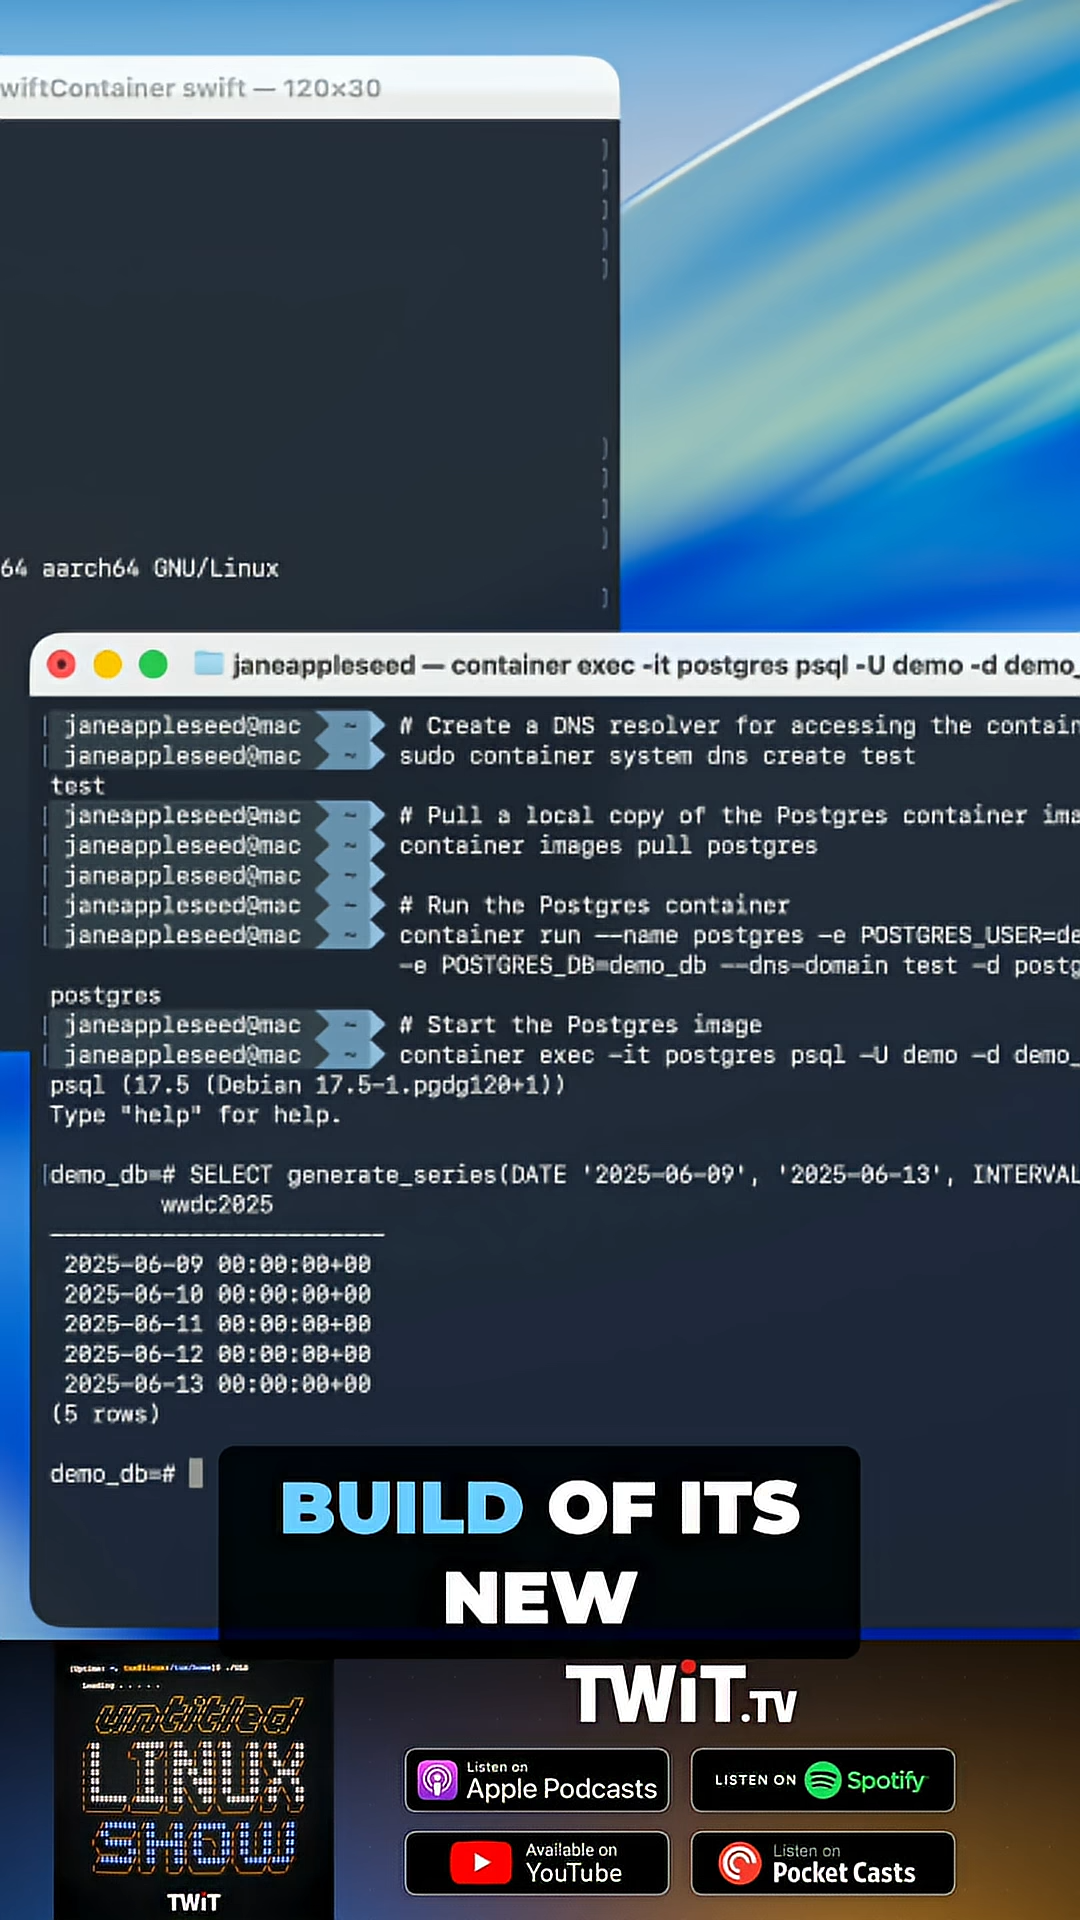 wiftContainer swift — 120x30
]
]
]
]
]
]
]
]
]
64 aarch64 GNU/Linux
]
janeappleseed — container exec -it postgres psql -U demo -d demo_
janeappleseed@mac ~ # Create a DNS resolver for accessing the contain
janeappleseed@mac ~ sudo container system dns create test
test
janeappleseed@mac ~ # Pull a local copy of the Postgres container ima
janeappleseed@mac ~ container images pull postgres
janeappleseed@mac ~
janeappleseed@mac ~ # Run the Postgres container
janeappleseed@mac ~ container run --name postgres -e POSTGRES_USER=de
-e POSTGRES_DB=demo_db --dns-domain test -d postg
postgres
janeappleseed@mac ~ # Start the Postgres image
janeappleseed@mac ~ container exec -it postgres psql -U demo -d demo_
psql (17.5 (Debian 17.5-1.pgdg120+1))
Type "help" for help.
demo_db=# SELECT generate_series(DATE '2025-06-09', '2025-06-13', INTERVAL
wwdc2025
2025-06-09 00:00:00+00
2025-06-10 00:00:00+00
2025-06-11 00:00:00+00
2025-06-12 00:00:00+00
2025-06-13 00:00:00+00
(5 rows)
demo_db=#
BUILD OF ITS
NEW
[Uptime: ~, tux@linux:/tux/home]$ ./ULS
Loading . . . . .
untitled
LINUX
SHOW
TWiT
TWiT.TV
Listen on
Apple Podcasts
LISTEN ON Spotify
Available on
YouTube
Listen on
Pocket Casts